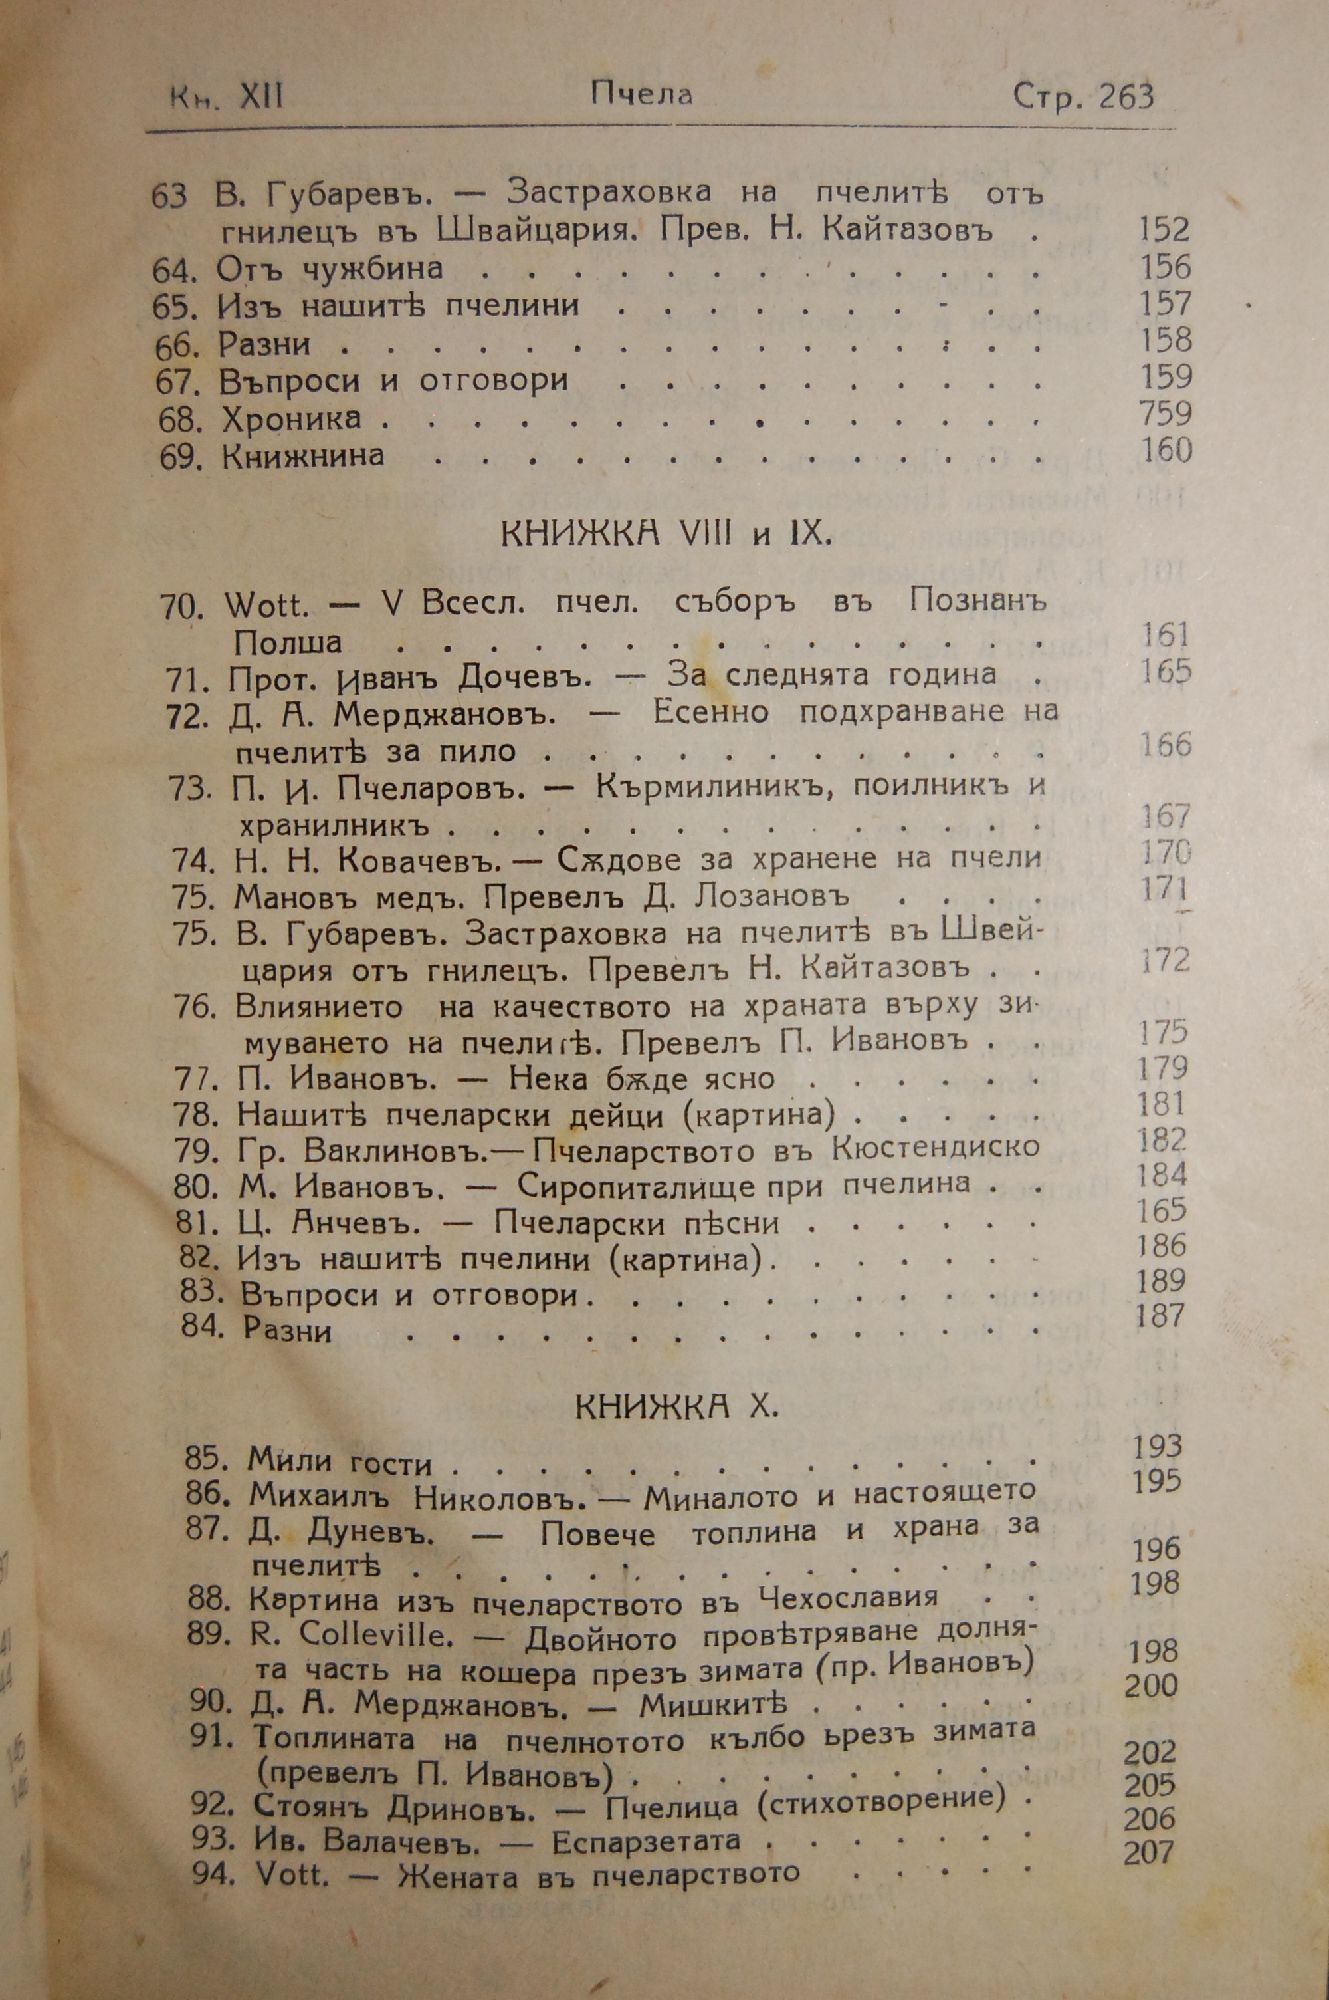 Кн. XII Пчела Стр. 263
63 В. Губаревъ. — Застраховка на пчелитѣ отъ
гнилецъ въ Швайцария. Прев. Н. Кайтазовъ . 152
64. Отъ чужбина . . . . . . . . . . . . . 156
65. Изъ нашитѣ пчелини . . . . . . . . . . 157
66. Разни . . . . . . . . . . . . . . . . 158
67. Въпроси и отговори . . . . . . . . . . 159
68. Хроника . . . . . . . . . . . . . . . 759
69. Книжнина . . . . . . . . . . . . . . 160
КНИЖКА VIII и IX.
70. Wott. — V Всесл. пчел. съборъ въ Познанъ
Полша . . . . . . . . . . . . . . . 161
71. Прот. Иванъ Дочевъ. — За следнята година . 165
72. Д. А. Мерджановъ. — Есенно подхранване на
пчелитѣ за пило . . . . . . . . . . . . 166
73. П. И. Пчеларовъ. — Кърмилиникъ, поилникъ и
хранилникъ . . . . . . . . . . . . . . 167
74. Н. Н. Ковачевъ. — Сѫдове за хранене на пчели 170
75. Мановъ медъ. Превелъ Д. Лозановъ . . . . 171
75. В. Губаревъ. Застраховка на пчелитѣ въ Швей-
цария отъ гнилецъ. Превелъ Н. Кайтазовъ . . 172
76. Влиянието на качеството на храната върху зи-
муването на пчелитѣ. Превелъ П. Ивановъ . . 175
77. П. Ивановъ. — Нека бѫде ясно . . . . . . 179
78. Нашитѣ пчеларски дейци (картина) . . . . . 181
79. Гр. Ваклиновъ.— Пчеларството въ Кюстендиско 182
80. М. Ивановъ. — Сиропиталище при пчелина . . 184
81. Ц. Анчевъ. — Пчеларски пѣсни . . . . . . 165
82. Изъ нашитѣ пчелини (картина) . . . . . . . 186
83. Въпроси и отговори . . . . . . . . . . . 189
84. Разни . . . . . . . . . . . . . . . 187
КНИЖКА X.
85. Мили гости . . . . . . . . . . . . . . 193
86. Михаилъ Николовъ. — Миналото и настоящето 195
87. Д. Дуневъ. — Повече топлина и храна за
пчелитѣ . . . . . . . . . . . . . . . 196
88. Картина изъ пчеларството въ Чехославия . . 198
89. R. Colleville. — Двойното провѣтряване долня-
та часть на кошера презъ зимата (пр. Ивановъ) 198
90. Д. А. Мерджановъ. — Мишкитѣ . . . . . . 200
91. Топлината на пчелнотото кълбо ьрезъ зимата
(превелъ П. Ивановъ) . . . . . . . . . . 202
92. Стоянъ Дриновъ. — Пчелица (стихотворение) . 205
93. Ив. Валачевъ. — Еспарзетата . . . . . . . 206
94. Vott. — Жената въ пчеларството . . . . . 207